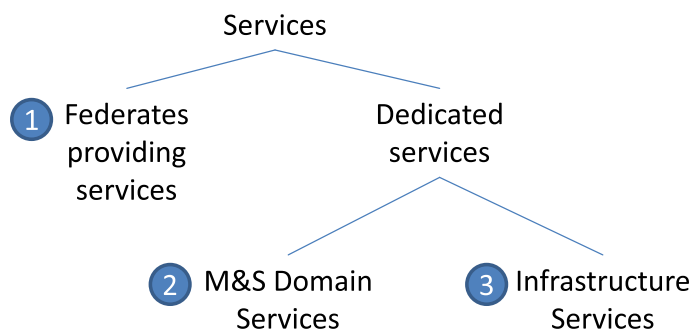 Services
1 Federates
providing
services
Dedicated
services
2 M&S Domain
Services
3 Infrastructure
Services